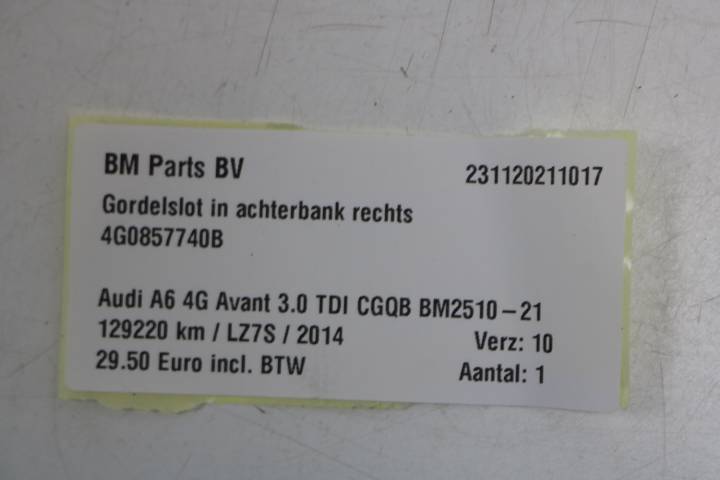 BM Parts BV 231120211017
Gordelslot in achterbank rechts
4G0857740B
Audi A6 4G Avant 3.0 TDI CGQB BM2510-21
129220 km / LZ7S / 2014 Verz: 10
29.50 Euro incl. BTW Aantal: 1